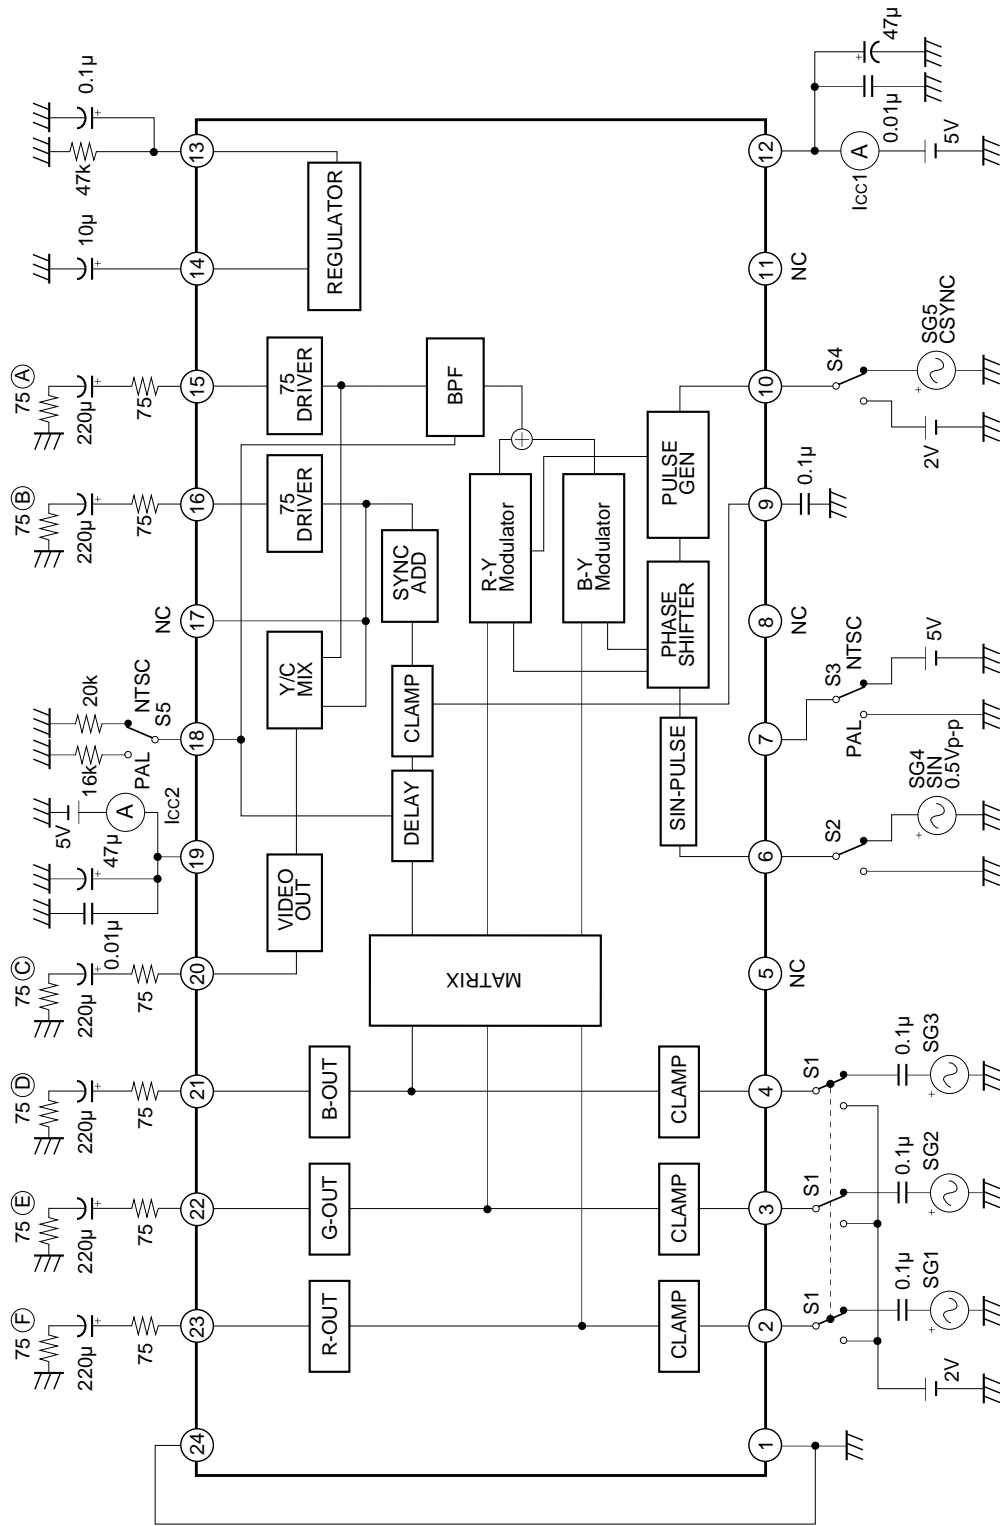 75 F
220µ
75
75 E
220µ
75
75 D
220µ
75
75 C
220µ
75
0.01µ
47µ
5V
A
Icc2
16k
20k
PAL
NTSC
S5
NC
75 B
220µ
75
75 A
220µ
75
10µ
47k
0.1µ
24
23
22
21
20
19
18
17
16
15
14
13
R-OUT
G-OUT
B-OUT
VIDEO
OUT
Y/C
MIX
75
DRIVER
75
DRIVER
REGULATOR
MATRIX
DELAY
CLAMP
SYNC
ADD
BPF
R-Y
Modulator
B-Y
Modulator
CLAMP
CLAMP
CLAMP
SIN-PULSE
PHASE
SHIFTER
PULSE
GEN
1
2
3
4
5
6
7
8
9
10
11
12
S1
S1
S1
NC
S2
PAL
S3
NTSC
NC
0.1µ
S4
NC
Icc1
A
0.01µ
47µ
2V
0.1µ
SG1
0.1µ
SG2
0.1µ
SG3
SG4
SIN
0.5Vp-p
5V
2V
SG5
CSYNC
5V